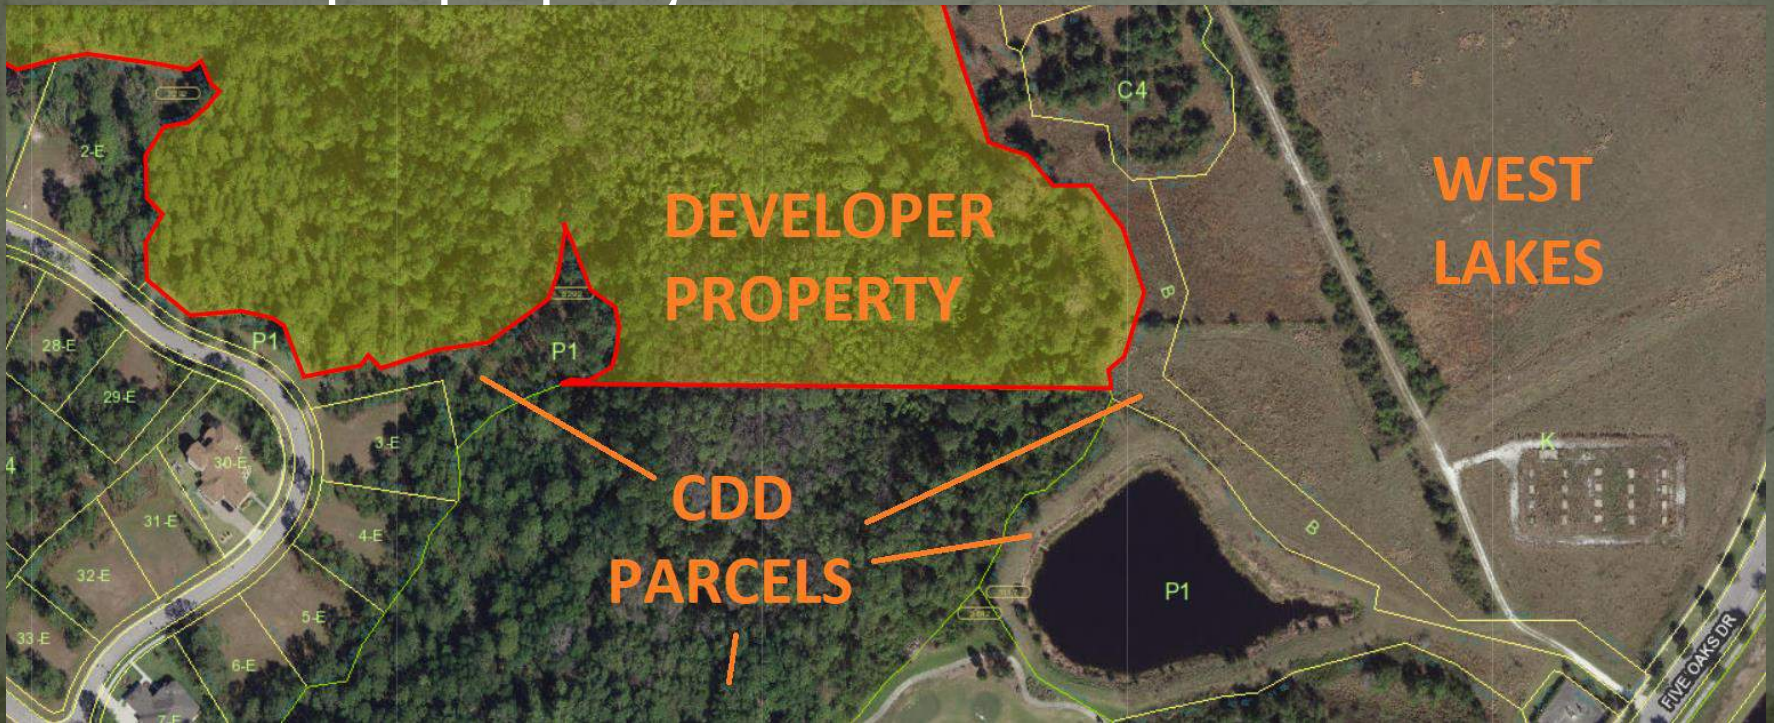 C4
2-E
WEST
LAKES
DEVELOPER
PROPERTY
B
P1
P1
28-E
29-E
3-E
K
4
30-E
CDD
PARCELS
31-E
4-E
B
32-E
P1
5-E
33-E
6-E
FIVE OAKS DR
7-E